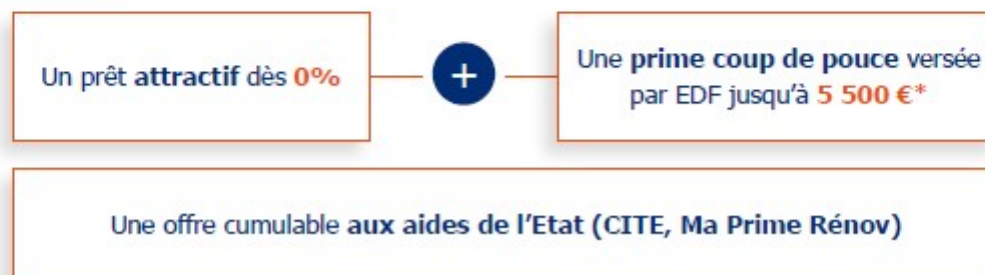 Un prêt attractif dès 0%
+
Une prime coup de pouce versée
par EDF jusqu'à 5 500 €*
Une offre cumulable aux aides de l'Etat (CITE, Ma Prime Rénov)